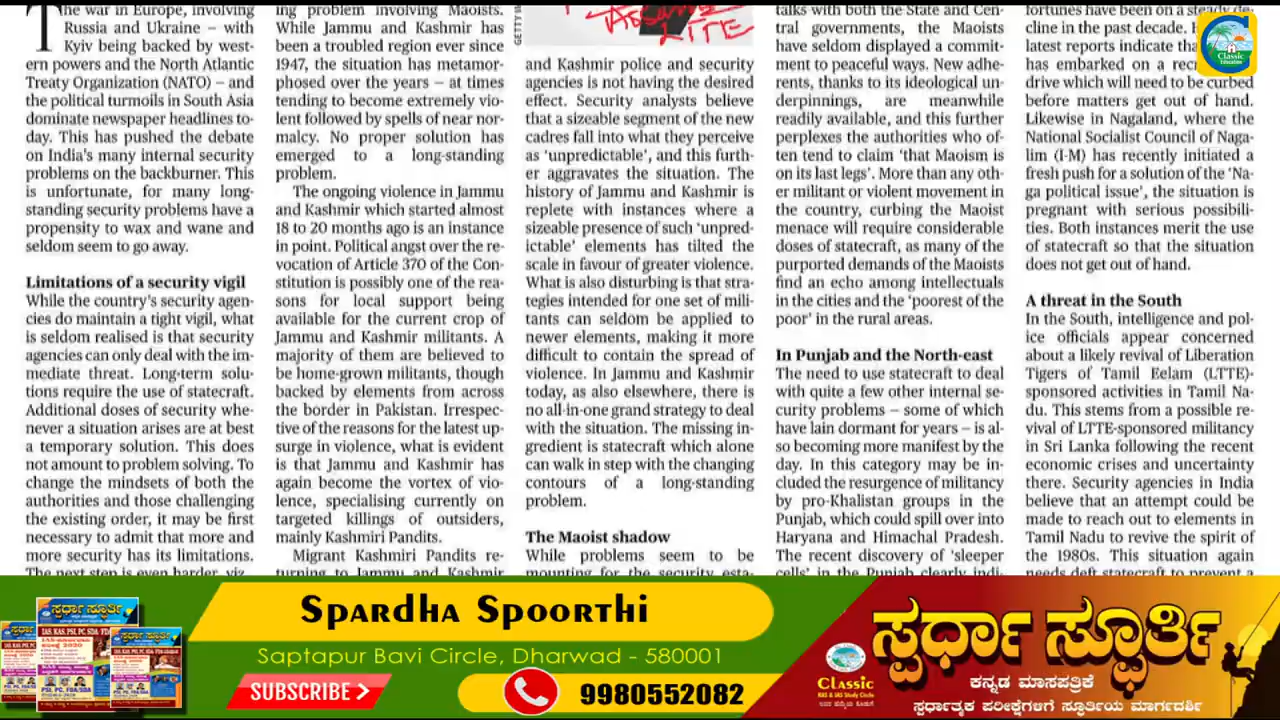 The war in Europe, involving
Russia and Ukraine – with
Kyiv being backed by west-
ern powers and the North Atlantic
Treaty Organization (NATO) – and
the political turmoils in South Asia
dominate newspaper headlines to-
day. This has pushed the debate
on India's many internal security
problems on the backburner. This
is unfortunate, for many long-
standing security problems have a
propensity to wax and wane and
seldom seem to go away.
Limitations of a security vigil
While the country's security agen-
cies do maintain a tight vigil, what
is seldom realised is that security
agencies can only deal with the im-
mediate threat. Long-term solu-
tions require the use of statecraft.
Additional doses of security whe-
never a situation arises are at best
a temporary solution. This does
not amount to problem solving. To
change the mindsets of both the
authorities and those challenging
the existing order, it may be first
necessary to admit that more and
more security has its limitations.
The next step is even harder, viz.
ing problem involving Maoists.
While Jammu and Kashmir has
been a troubled region ever since
1947, the situation has metamor-
phosed over the years – at times
tending to become extremely vio-
lent followed by spells of near nor-
malcy. No proper solution has
emerged to a long-standing
problem.
The ongoing violence in Jammu
and Kashmir which started almost
18 to 20 months ago is an instance
in point. Political angst over the re-
vocation of Article 370 of the Con-
stitution is possibly one of the rea-
sons for local support being
available for the current crop of
Jammu and Kashmir militants. A
majority of them are believed to
be home-grown militants, though
backed by elements from across
the border in Pakistan. Irrespec-
tive of the reasons for the latest up-
surge in violence, what is evident
is that Jammu and Kashmir has
again become the vortex of vio-
lence, specialising currently on
targeted killings of outsiders,
mainly Kashmiri Pandits.
Migrant Kashmiri Pandits re-
turning to Jammu and Kashmir
LTTE
ed Kashmir police and security
agencies is not having the desired
effect. Security analysts believe
that a sizeable segment of the new
cadres fall into what they perceive
as 'unpredictable', and this furth-
er aggravates the situation. The
history of Jammu and Kashmir is
replete with instances where a
sizeable presence of such 'unpred-
ictable' elements has tilted the
scale in favour of greater violence.
What is also disturbing is that stra-
tegies intended for one set of mili-
tants can seldom be applied to
newer elements, making it more
difficult to contain the spread of
violence. In Jammu and Kashmir
today, as also elsewhere, there is
no all-in-one grand strategy to deal
with the situation. The missing in-
gredient is statecraft which alone
can walk in step with the changing
contours of a long-standing
problem.
The Maoist shadow
While problems seem to be
mounting for the security esta-
talks with both the State and Cen-
tral governments, the Maoists
have seldom displayed a commit-
ment to peaceful ways. New adhe-
rents, thanks to its ideological un-
derpinnings, are meanwhile
readily available, and this further
perplexes the authorities who of-
ten tend to claim 'that Maoism is
on its last legs'. More than any oth-
er militant or violent movement in
the country, curbing the Maoist
menace will require considerable
doses of statecraft, as many of the
purported demands of the Maoists
find an echo among intellectuals
in the cities and the 'poorest of the
poor' in the rural areas.
In Punjab and the North-east
The need to use statecraft to deal
with quite a few other internal se-
curity problems – some of which
have lain dormant for years – is al-
so becoming more manifest by the
day. In this category may be in-
cluded the resurgence of militancy
by pro-Khalistan groups in the
Punjab, which could spill over into
Haryana and Himachal Pradesh.
The recent discovery of 'sleeper
cells' in the Punjab clearly indi-
fortunes have been on a steady de-
cline in the past decade.
latest reports indicate
has embarked on a
drive which will need to be curbed
before matters get out of hand.
Likewise in Nagaland, where the
National Socialist Council of Naga-
lim (I-M) has recently initiated a
fresh push for a solution of the 'Na-
ga political issue', the situation is
pregnant with serious possibili-
ties. Both instances merit the use
of statecraft so that the situation
does not get out of hand.
A threat in the South
In the South, intelligence and pol-
ice officials appear concerned
about a likely revival of Liberation
Tigers of Tamil Eelam (LTTE)-
sponsored activities in Tamil Na-
du. This stems from a possible re-
vival of LTTE-sponsored militancy
in Sri Lanka following the recent
economic crises and uncertainty
there. Security agencies in India
believe that an attempt could be
made to reach out to elements in
Tamil Nadu to revive the spirit of
the 1980s. This situation again
needs deft statecraft to prevent a
Classic
Education
Spardha Spoorthi
Saptapur Bavi Circle, Dharwad - 580001
SUBSCRIBE
9980552082
ಸ್ಪರ್ಧಾ ಸ್ಫೂರ್ತಿ
ಸ್ಪರ್ಧಾ ಸ್ಫೂರ್ತಿ
ಕನ್ನಡ ಮಾಸಪತ್ರಿಕೆ
ಸ್ಪರ್ಧಾತ್ಮಕ ಪರೀಕ್ಷೆಗಳಿಗೆ ಸ್ಫೂರ್ತಿಯ ಮಾರ್ಗದರ್ಶಿ
Classic
KAS & IAS Study Circle